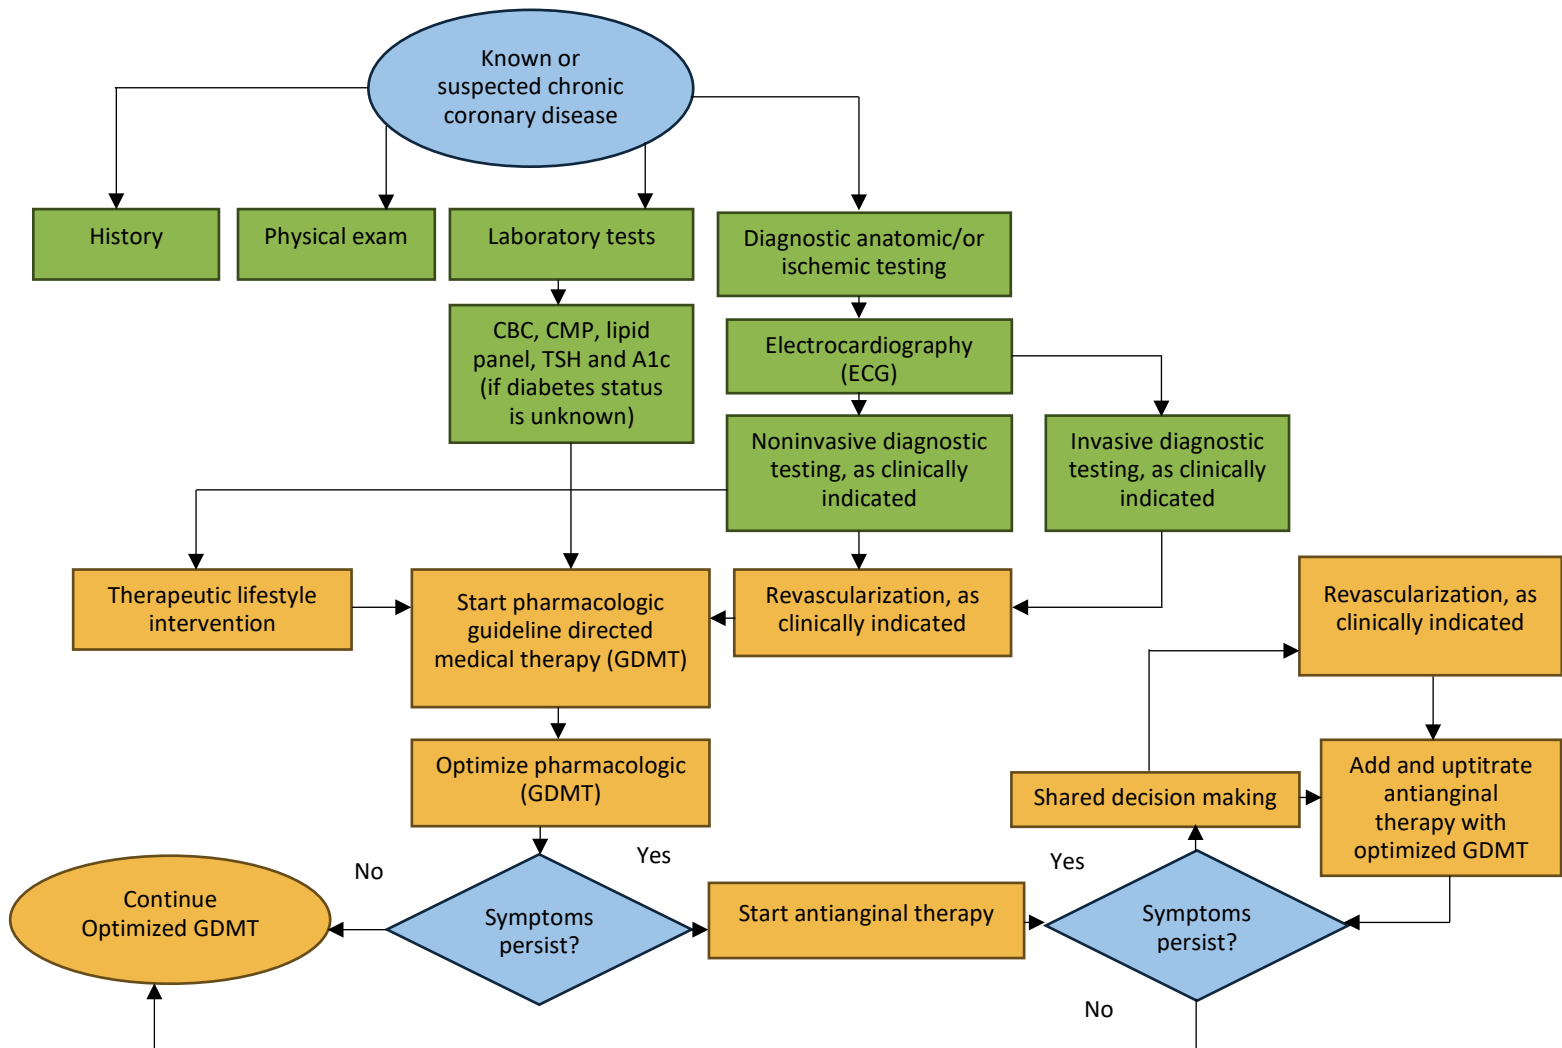 Known or
suspected chronic
coronary disease
History
Physical exam
Laboratory tests
Diagnostic anatomic/or
ischemic testing
CBC, CMP, lipid
panel, TSH and A1c
(if diabetes status
is unknown)
Electrocardiography
(ECG)
Noninvasive diagnostic
testing, as clinically
indicated
Invasive diagnostic
testing, as clinically
indicated
Therapeutic lifestyle
intervention
Start pharmacologic
guideline directed
medical therapy (GDMT)
Revascularization, as
clinically indicated
Revascularization, as
clinically indicated
Optimize pharmacologic
(GDMT)
Shared decision making
Add and uptitrate
antianginal
therapy with
optimized GDMT
No
Yes
Yes
Continue
Optimized GDMT
Symptoms
persist?
Start antianginal therapy
Symptoms
persist?
No